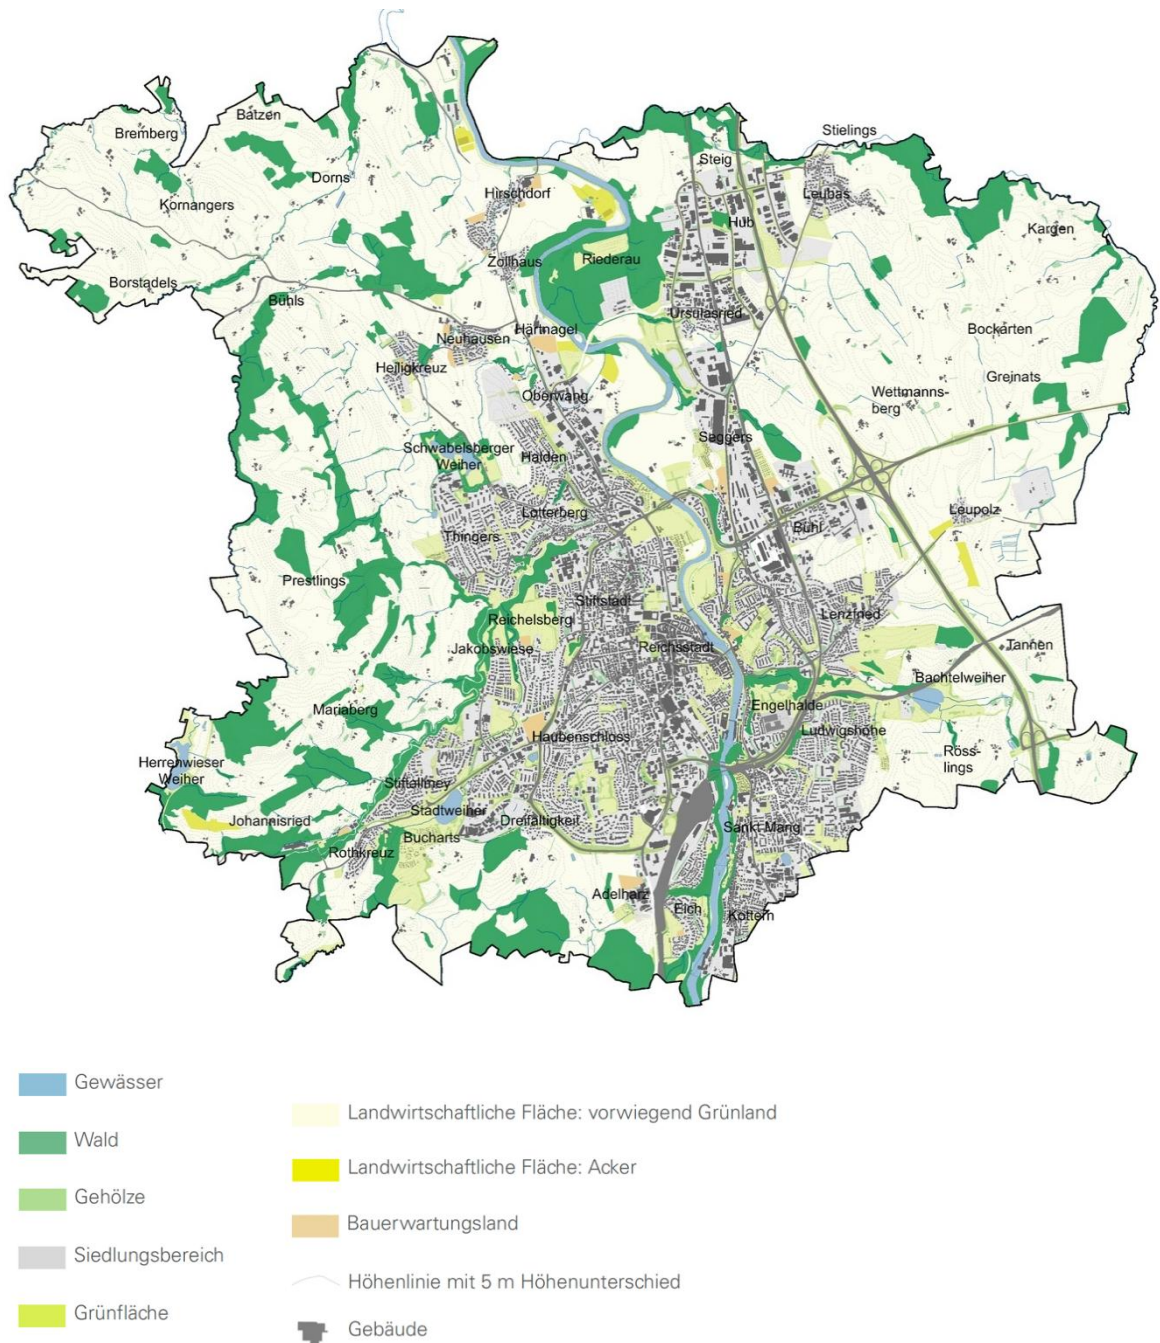 Batzen
Bremberg
Stielings
Steig
Dorns
Hirschdorf
Leubas
Kornangers
Hub
Kargen
Riederau
Zollhaus
Borstadels
Bühls
Ursulasried
Härtnagel
Bockarten
Neuhausen
Heiligkreuz
Greinats
Wettmanns-
berg
Oberwang
Saggers
Schwabelsberger
Weiher
Halden
Leupolz
Lotterberg
Bühl
Thingers
Prestlings
Stiftstadt
Reichelsberg
Lenzfried
Jakobswiese
Reichsstadt
Tannen
Bachtelweiher
Mariaberg
Engelhalde
Ludwigshöhe
Haubenschloss
Herrenwieser
Weiher
Röss-
lings
Stiftallmey
Stadtweiher
Johannisried
Dreifaltigkeit
Sankt Mang
Bucharts
Rothkreuz
Adelharz
Eich
Kottern
Gewässer
Wald
Gehölze
Siedlungsbereich
Grünfläche
Landwirtschaftliche Fläche: vorwiegend Grünland
Landwirtschaftliche Fläche: Acker
Bauerwartungsland
Höhenlinie mit 5 m Höhenunterschied
Gebäude